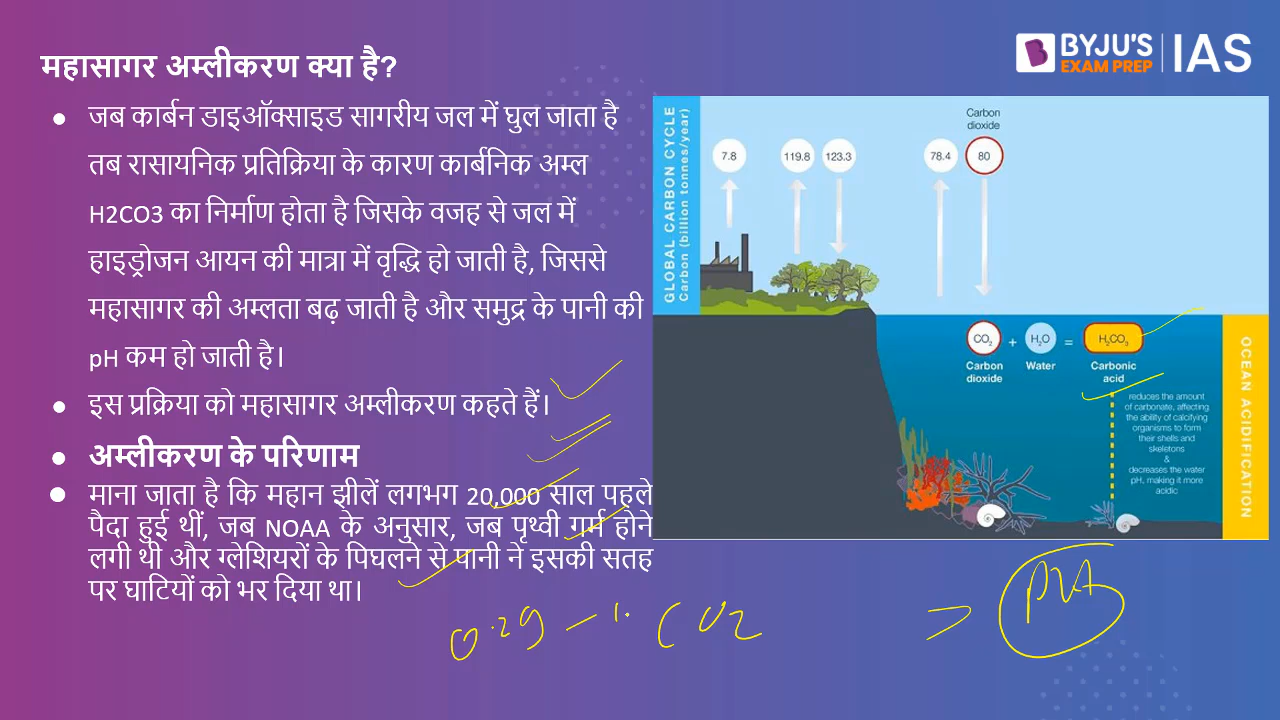 महासागर अम्लीकरण क्या है?
BYJU'S
EXAM PREP
IAS
● जब कार्बन डाइऑक्साइड सागरीय जल में घुल जाता है
तब रासायनिक प्रतिक्रिया के कारण कार्बनिक अम्ल
H2CO3 का निर्माण होता है जिसके वजह से जल में
हाइड्रोजन आयन की मात्रा में वृद्धि हो जाती है, जिससे
महासागर की अम्लता बढ़ जाती है और समुद्र के पानी की
pH कम हो जाती है।
● इस प्रक्रिया को महासागर अम्लीकरण कहते हैं।
● अम्लीकरण के परिणाम
● माना जाता है कि महान झीलें लगभग 20,000 साल पहले
पैदा हुई थीं, जब NOAA के अनुसार, जब पृथ्वी गर्म होने
लगी थी और ग्लेशियरों के पिघलने से पानी ने इसकी सतह
पर घाटियों को भर दिया था।
GLOBAL CARBON CYCLE
Carbon (billion tonnes/year)
7.8
119.8
123.3
78.4
Carbon
dioxide
80
CO₂ + H₂O = H₂CO₃
Carbon
dioxide
Water
Carbonic
acid
reduces the amount
of carbonate, affecting
the ability of calcifying
organisms to form
their shells and
skeletons
&
decreases the water
pH, making it more
acidic
OCEAN ACIDIFICATION
CO2